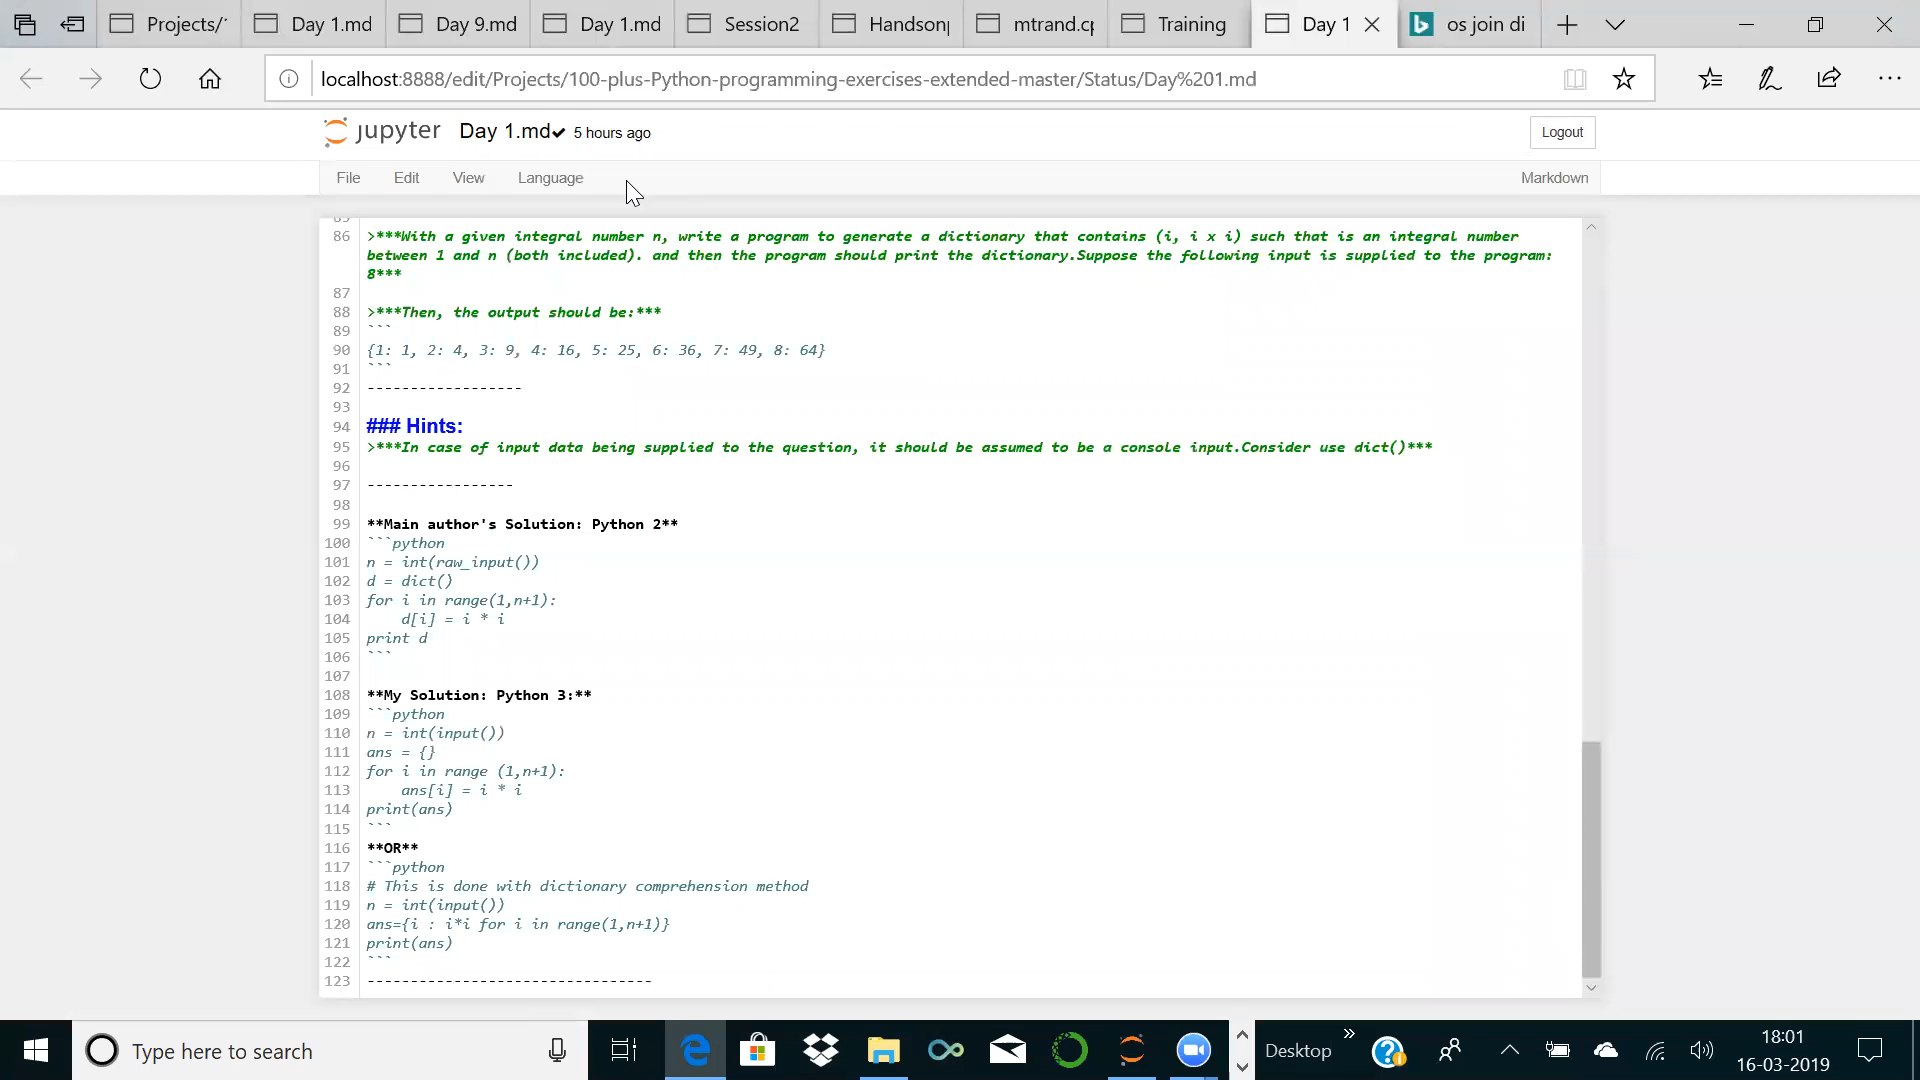 Projects/
Day 1.md
Day 9.md
Day 1.md
Session2
Handson
mtrand.cp
Training
Day 1
os join di
localhost:8888/edit/Projects/100-plus-Python-programming-exercises-extended-master/Status/Day%201.md
jupyter Day 1.md 5 hours ago
Logout
File Edit View Language
Markdown
86 >***With a given integral number n, write a program to generate a dictionary that contains (i, i x i) such that is an integral number
between 1 and n (both included). and then the program should print the dictionary.Suppose the following input is supplied to the program:
8***
87
88 >***Then, the output should be:***
89 ```
90 {1: 1, 2: 4, 3: 9, 4: 16, 5: 25, 6: 36, 7: 49, 8: 64}
91 ```
92 ------------------
93
94 ### Hints:
95 >***In case of input data being supplied to the question, it should be assumed to be a console input.Consider use dict()***
96
97 -----------------
98
99 **Main author's Solution: Python 2**
100 ```python
101 n = int(raw_input())
102 d = dict()
103 for i in range(1,n+1):
104     d[i] = i * i
105 print d
106 ```
107
108 **My Solution: Python 3:**
109 ```python
110 n = int(input())
111 ans = {}
112 for i in range (1,n+1):
113     ans[i] = i * i
114 print(ans)
115 ```
116 **OR**
117 ```python
118 # This is done with dictionary comprehension method
119 n = int(input())
120 ans={i : i*i for i in range(1,n+1)}
121 print(ans)
122 ```
123 ---------------------------------
Type here to search
Desktop
18:01
16-03-2019